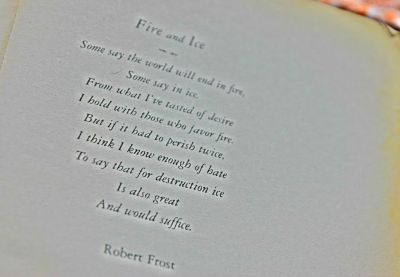 Fire and Ice
Some say the world will end in fire,
Some say in ice.
From what I've tasted of desire
I hold with those who favor fire.
But if it had to perish twice,
I think I know enough of hate
To say that for destruction ice
Is also great
And would suffice.
Robert Frost